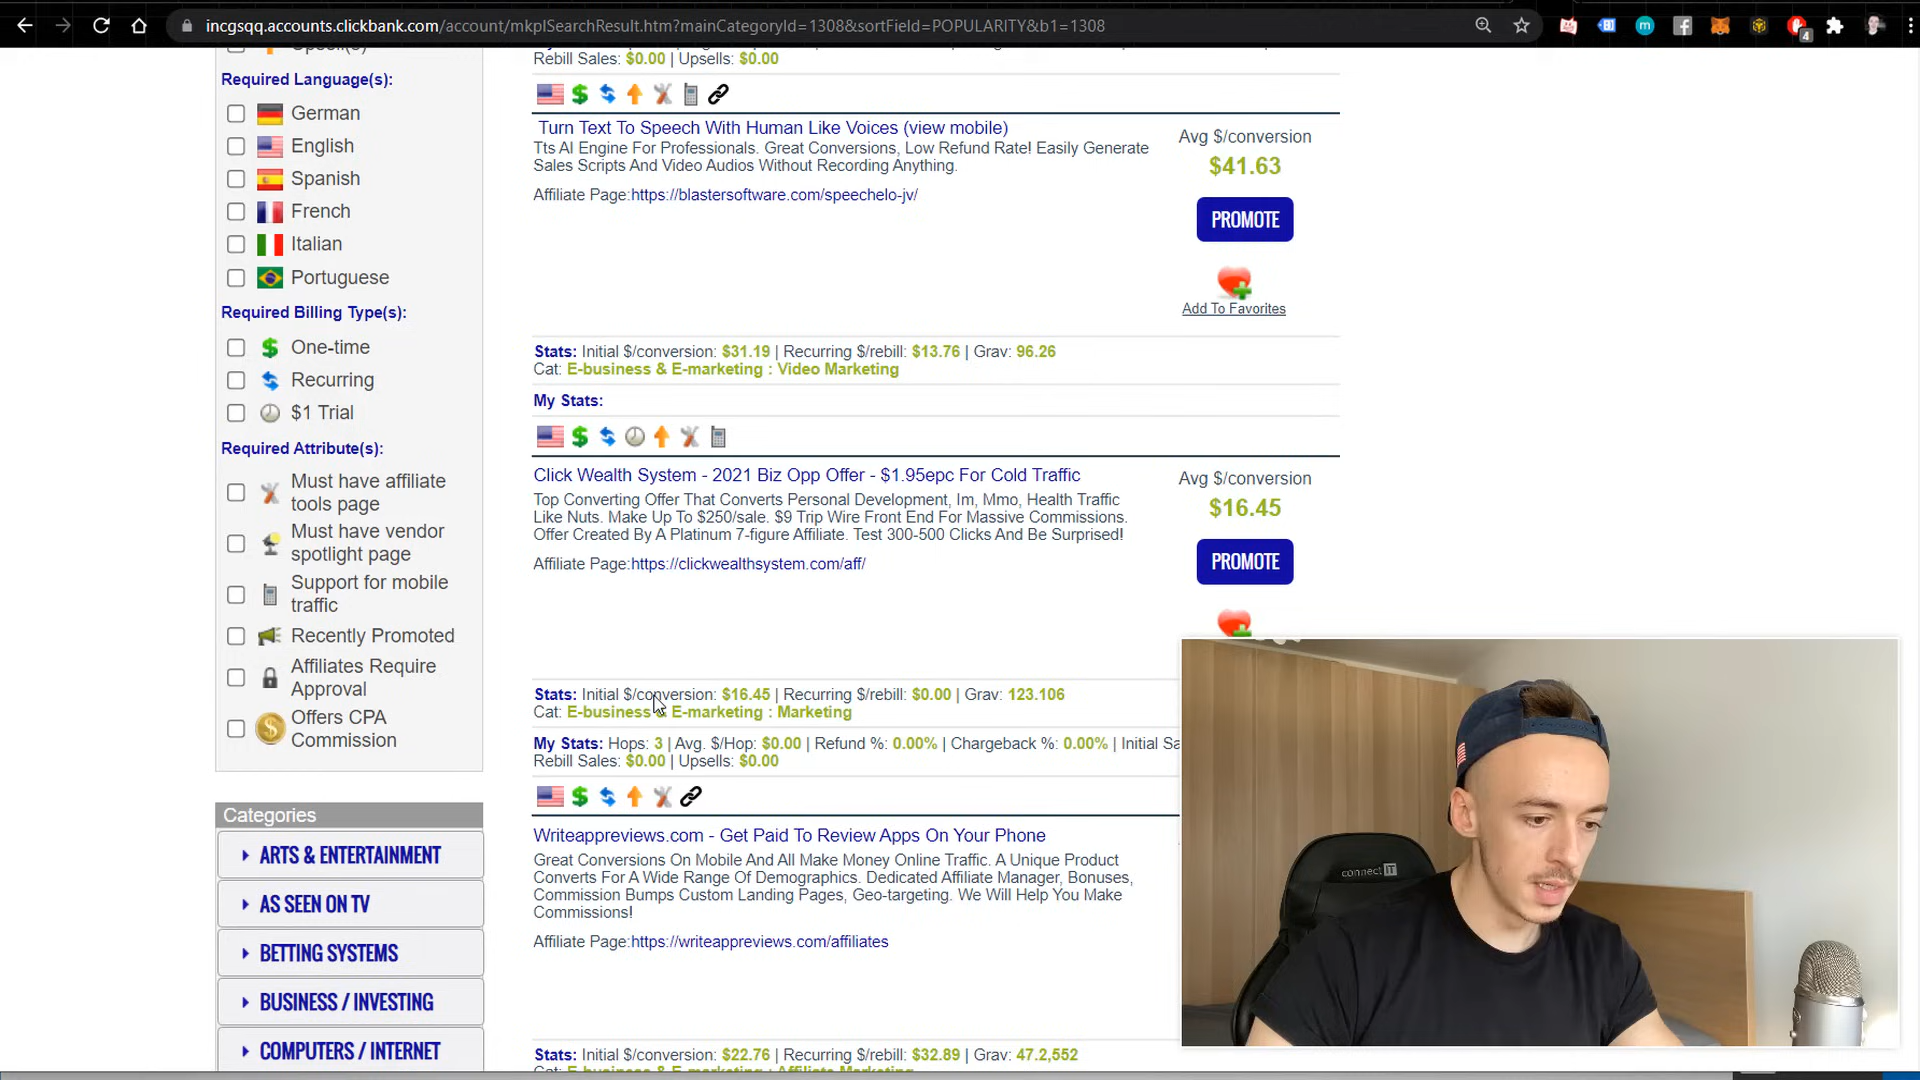 incgsqq.accounts.clickbank.com/account/mkplSearchResult.htm?mainCategoryId=1308&sortField=POPULARITY&b1=1308
4
Required Language(s):
German
English
Spanish
French
Italian
Portuguese
Required Billing Type(s):
One-time
Recurring
$1 Trial
Required Attribute(s):
Must have affiliate
tools page
Must have vendor
spotlight page
Support for mobile
traffic
Recently Promoted
Affiliates Require
Approval
Offers CPA
Commission
Categories
ARTS & ENTERTAINMENT
AS SEEN ON TV
BETTING SYSTEMS
BUSINESS / INVESTING
COMPUTERS / INTERNET
Rebill Sales: $0.00 | Upsells: $0.00
Turn Text To Speech With Human Like Voices (view mobile)
Tts AI Engine For Professionals. Great Conversions, Low Refund Rate! Easily Generate
Sales Scripts And Video Audios Without Recording Anything.
Affiliate Page:https://blastersoftware.com/speechelo-jv/
Avg $/conversion
$41.63
PROMOTE
Add To Favorites
Stats: Initial $/conversion: $31.19 | Recurring $/rebill: $13.76 | Grav: 96.26
Cat: E-business & E-marketing : Video Marketing
My Stats:
Click Wealth System - 2021 Biz Opp Offer - $1.95epc For Cold Traffic
Top Converting Offer That Converts Personal Development, Im, Mmo, Health Traffic
Like Nuts. Make Up To $250/sale. $9 Trip Wire Front End For Massive Commissions.
Offer Created By A Platinum 7-figure Affiliate. Test 300-500 Clicks And Be Surprised!
Affiliate Page:https://clickwealthsystem.com/aff/
Avg $/conversion
$16.45
PROMOTE
Stats: Initial $/conversion: $16.45 | Recurring $/rebill: $0.00 | Grav: 123.106
Cat: E-business & E-marketing : Marketing
My Stats: Hops: 3 | Avg. $/Hop: $0.00 | Refund %: 0.00% | Chargeback %: 0.00% | Initial Sa
Rebill Sales: $0.00 | Upsells: $0.00
Writeappreviews.com - Get Paid To Review Apps On Your Phone
Great Conversions On Mobile And All Make Money Online Traffic. A Unique Product
Converts For A Wide Range Of Demographics. Dedicated Affiliate Manager, Bonuses,
Commission Bumps Custom Landing Pages, Geo-targeting. We Will Help You Make
Commissions!
Affiliate Page:https://writeappreviews.com/affiliates
Stats: Initial $/conversion: $22.76 | Recurring $/rebill: $32.89 | Grav: 47.2,552
Cat: E-business & E-marketing : Affiliate Marketing
connect IT